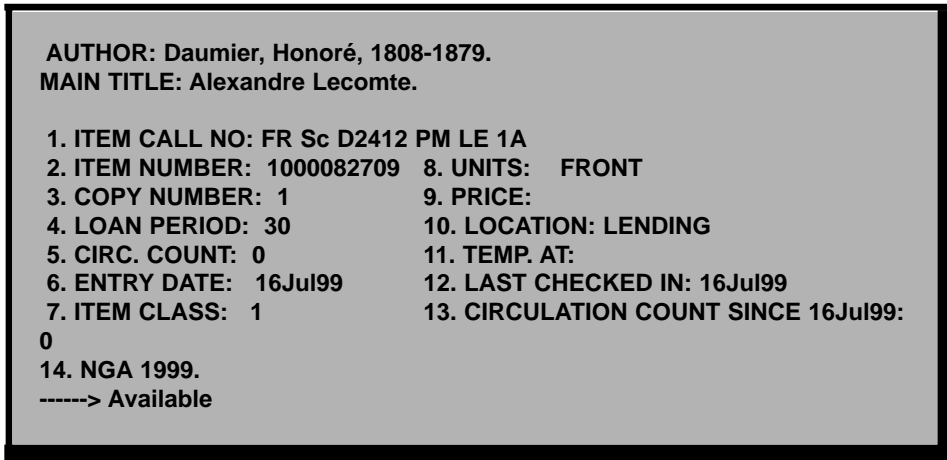 AUTHOR: Daumier, Honoré, 1808-1879.
MAIN TITLE: Alexandre Lecomte.
1. ITEM CALL NO: FR Sc D2412 PM LE 1A
2. ITEM NUMBER: 1000082709 8. UNITS: FRONT
3. COPY NUMBER: 1 9. PRICE:
4. LOAN PERIOD: 30 10. LOCATION: LENDING
5. CIRC. COUNT: 0 11. TEMP. AT:
6. ENTRY DATE: 16Jul99 12. LAST CHECKED IN: 16Jul99
7. ITEM CLASS: 1 13. CIRCULATION COUNT SINCE 16Jul99:
0
14. NGA 1999.
------> Available